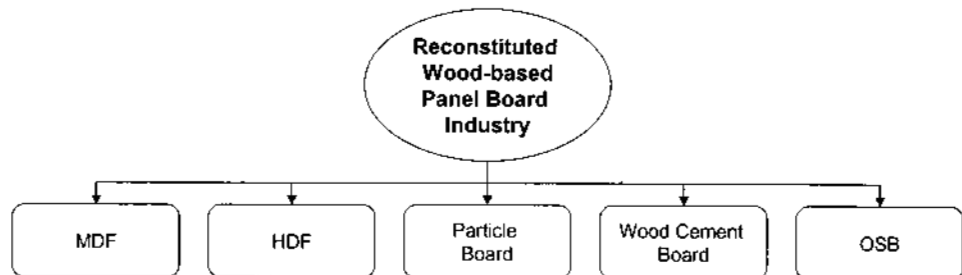 Reconstituted
Wood-based
Panel Board
Industry
MDF
HDF
Particle
Board
Wood Cement
Board
OSB